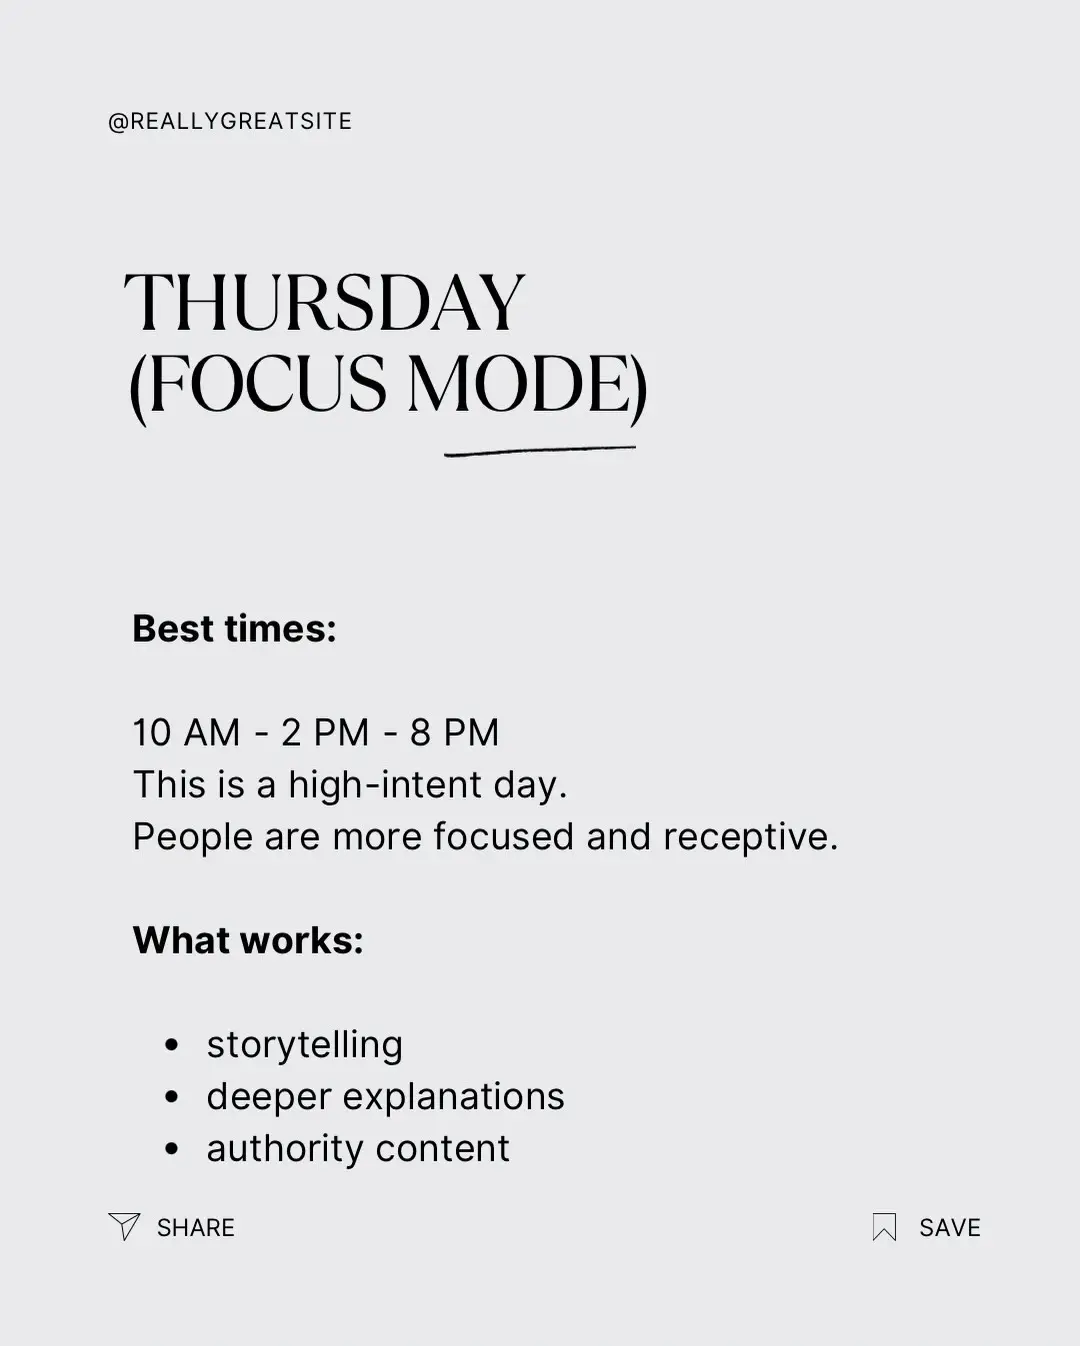 @REALLYGREATSITE
THURSDAY
(FOCUS MODE)
Best times:
10 AM - 2 PM - 8 PM
This is a high-intent day.
People are more focused and receptive.
What works:
• storytelling
• deeper explanations
• authority content
SHARE
SAVE